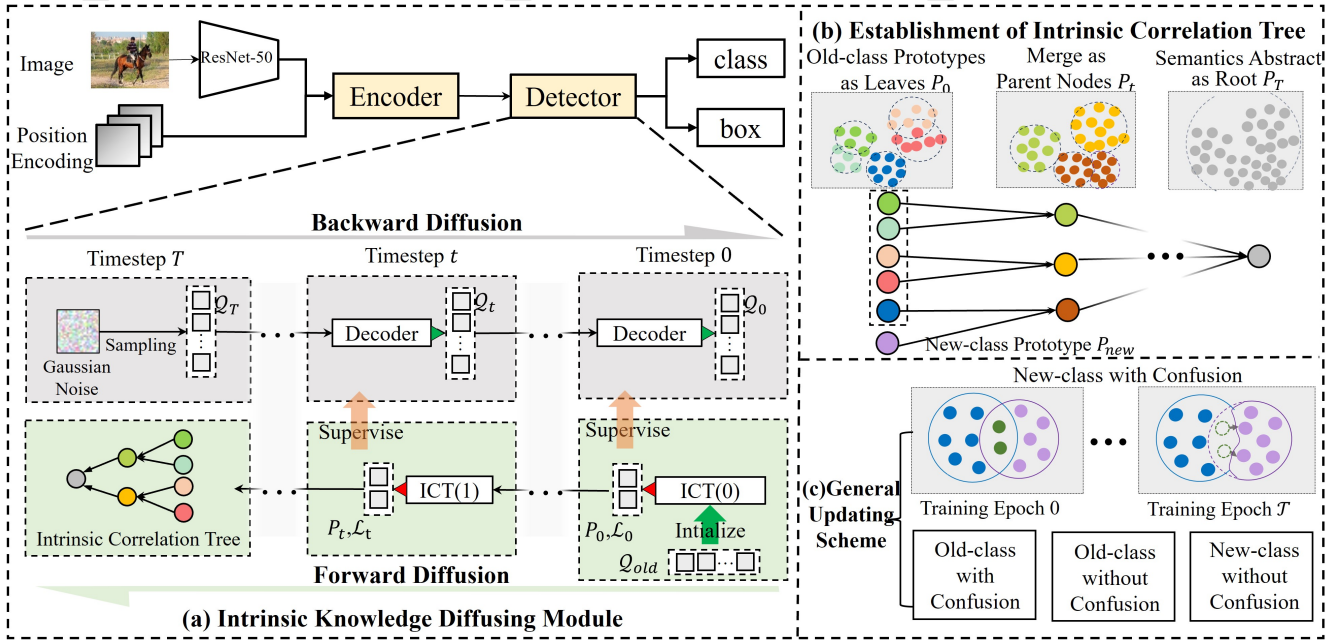 Image
ResNet-50
Position
Encoding
Encoder
Detector
class
box
Backward Diffusion
Timestep T
Timestep t
Timestep 0
Q_T
Q_t
Q_0
Sampling
Gaussian
Noise
Decoder
Decoder
Supervise
Supervise
ICT(1)
ICT(0)
P_t,L_t
P_0,L_0
Intialize
Q_old
Intrinsic Correlation Tree
Forward Diffusion
(a) Intrinsic Knowledge Diffusing Module
(b) Establishment of Intrinsic Correlation Tree
Old-class Prototypes
as Leaves P_0
Merge as
Parent Nodes P_t
Semantics Abstract
as Root P_T
New-class Prototype P_new
New-class with Confusion
Training Epoch 0
Training Epoch T
(c)General
Updating
Scheme
Old-class
with
Confusion
Old-class
without
Confusion
New-class
without
Confusion